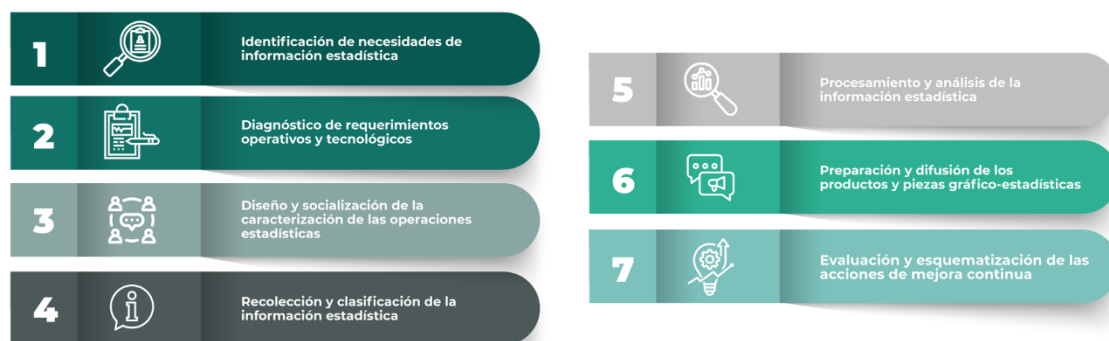 1
Identificación de necesidades de
información estadística
2
Diagnóstico de requerimientos
operativos y tecnológicos
3
Diseño y socialización de la
caracterización de las operaciones
estadísticas
4
Recolección y clasificación de la
información estadística
5
Procesamiento y análisis de la
información estadística
6
Preparación y difusión de los
productos y piezas gráfico-estadísticas
7
Evaluación y esquematización de las
acciones de mejora continua